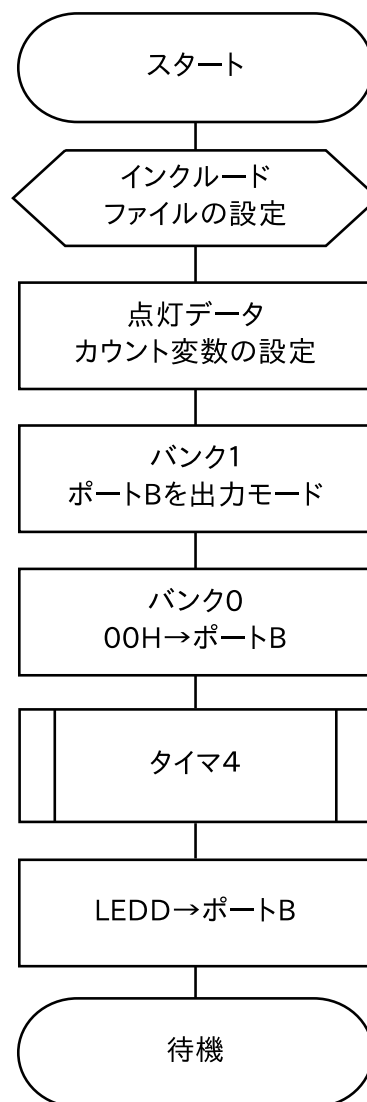 スタート
インクルード
ファイルの設定
点灯データ
カウント変数の設定
バンク1
ポートBを出力モード
バンク0
00H→ポートB
タイマ4
LEDD→ポートB
待機